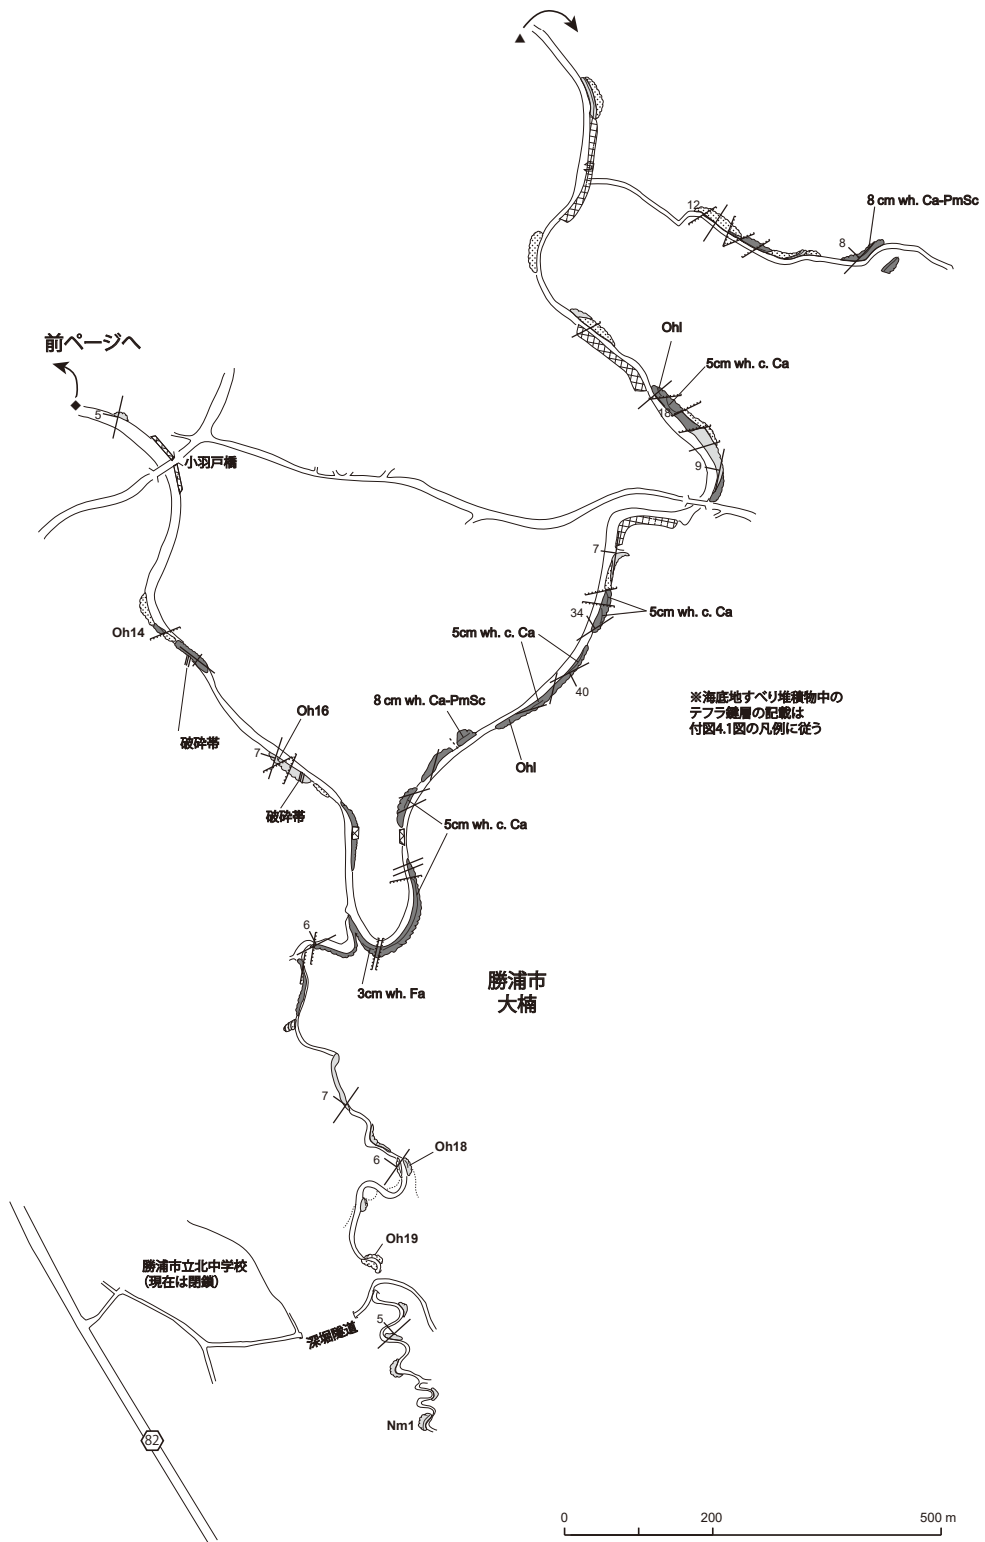 12
8 cm wh. Ca-PmSc
8
Ohl
前ページへ
5cm wh. c. Ca
5
18
小羽戸橋
9
7
34
5cm wh. c. Ca
Oh14
5cm wh. c. Ca
40
8 cm wh. Ca-PmSc
※海底地すべり堆積物中の
テフラ鍵層の記載は
付図4.1図の凡例に従う
Oh16
破砕帯
7
Ohl
破砕帯
5cm wh. c. Ca
6
勝浦市
大楠
3cm wh. Fa
7
Oh18
6
Oh19
勝浦市立北中学校
（現在は閉鎖）
深堀隧道
5
Nm1
82
0
200
500 m